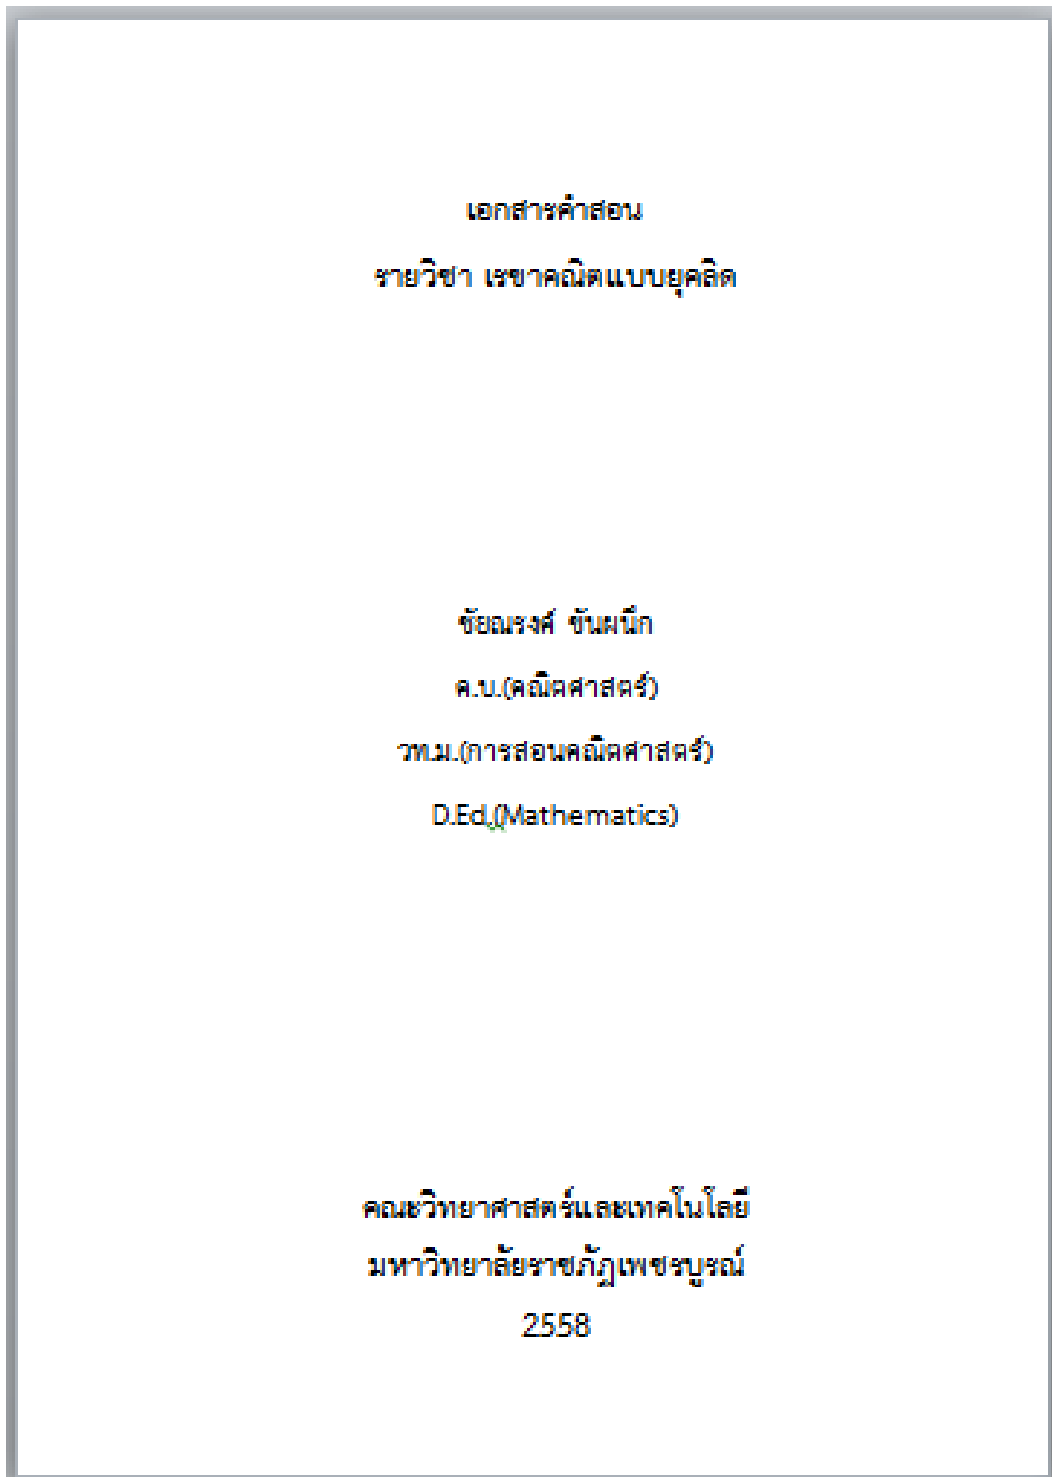 เอกสารคำสอน
รายวิชา เรขาคณิตแบบยุคลิด
ชัยณรงค์ ขันผนึก
ค.บ.(คณิตศาสตร์)
วท.ม.(การสอนคณิตศาสตร์)
D.Ed.(Mathematics)
คณะวิทยาศาสตร์และเทคโนโลยี
มหาวิทยาลัยราชภัฏเพชรบูรณ์
2558